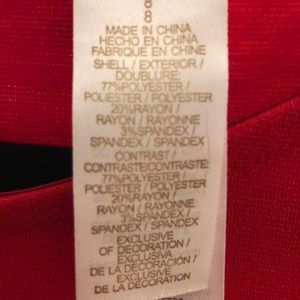 8
8
MADE IN CHINA
HECHO EN CHINA
FABRIQUE EN CHINE
SHELL / EXTERIOR /
DOUBLURE:
77%POLYESTER /
POLIESTER / POLYESTER
20%RAYON /
RAYON / RAYONNE
3%SPANDEX /
SPANDEX / SPANDEX
CONTRAST /
CONTRASTE/CONTRASTE:
77%POLYESTER /
POLIESTER / POLYESTER
20%RAYON /
RAYON / RAYONNE
3%SPANDEX /
SPANDEX / SPANDEX
EXCLUSIVE
OF DECORATION /
EXCLUSIVA
DE LA DECORACIÓN /
EXCLUSIVE
DE LA DECORATION